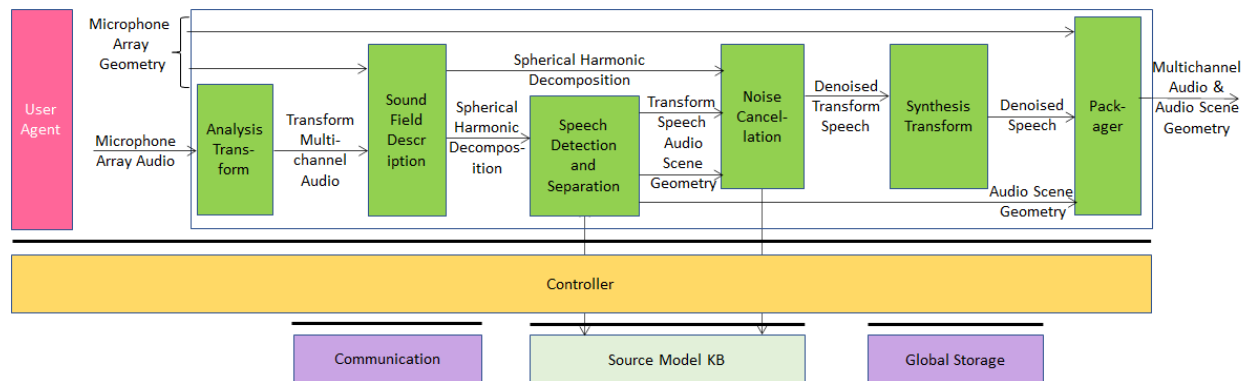 Microphone
Array
Geometry
User
Agent
Microphone
Array Audio
Analysis
Trans-
form
Transform
Multi-
channel
Audio
Sound
Field
Descr
iption
Spherical Harmonic
Decomposition
Spherical
Harmonic
Decompos-
ition
Speech
Detection
and
Separation
Transform
Speech
Audio
Scene
Geometry
Noise
Cancel-
lation
Denoised
Transform
Speech
Synthesis
Transform
Denoised
Speech
Audio Scene
Geometry
Pack-
ager
Multichannel
Audio &
Audio Scene
Geometry
Controller
Communication
Source Model KB
Global Storage